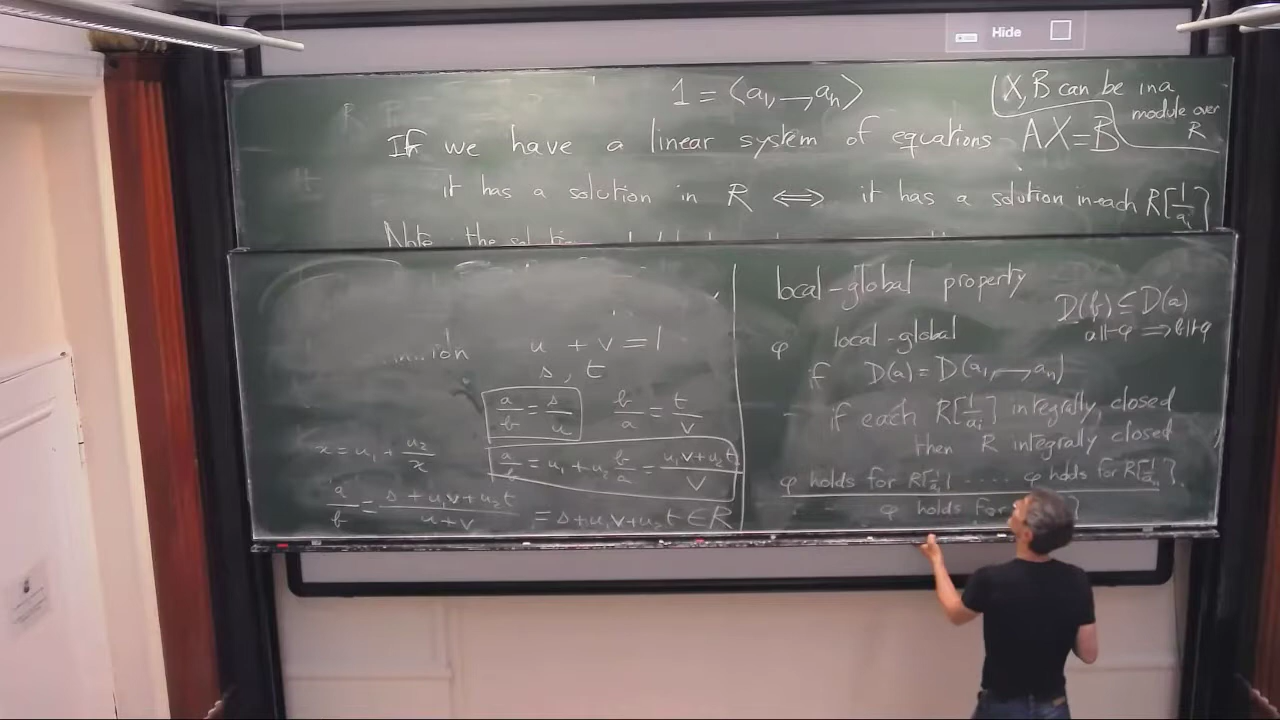 Hide
1 = ⟨a₁, → aₙ⟩
X, B can be in a
module over
R
If we have a linear system of equations AX=B
it has a solution in R ⟺ it has a solution in each R[1/aᵢ]
Note the
u + v = 1
s, t
a/b = s/u b/a = t/v
x = u₁ + u₂/x
a/b = u₁ + u₂ b/a = (u₁v+u₂t)/v
a/b = (s + u₁v + u₂t)/(u+v) = s+u₁v+u₂t ∈ R
local-global property
D(b) ⊆ D(a)
a⊩φ ⟹ b⊩φ
φ local-global
if D(a) = D(a₁, → aₙ)
- if each R[1/aᵢ] integrally closed
then R integrally closed
φ holds for R[1/a₁] .... φ holds for R[1/aₙ]
φ holds for